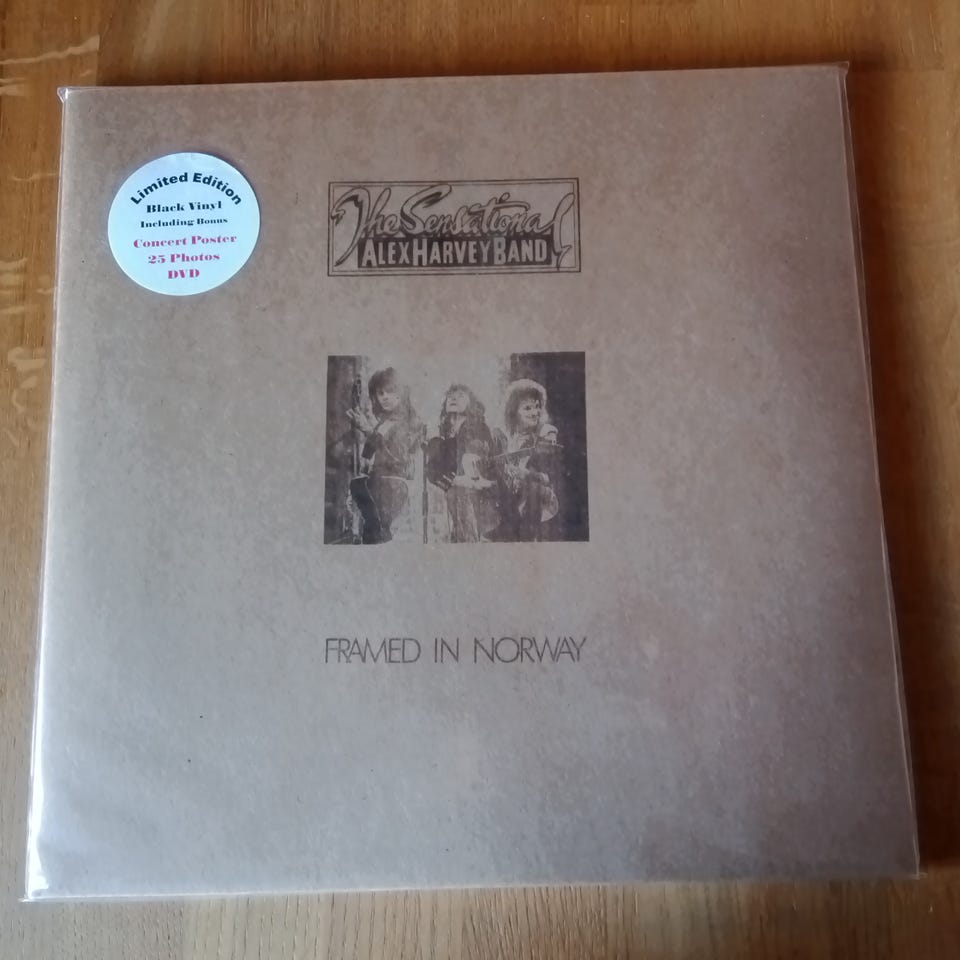 Limited Edition
Black Vinyl
Including Bonus
Concert Poster
25 Photos
DVD
The Sensational
ALEX HARVEY BAND
FRAMED IN NORWAY